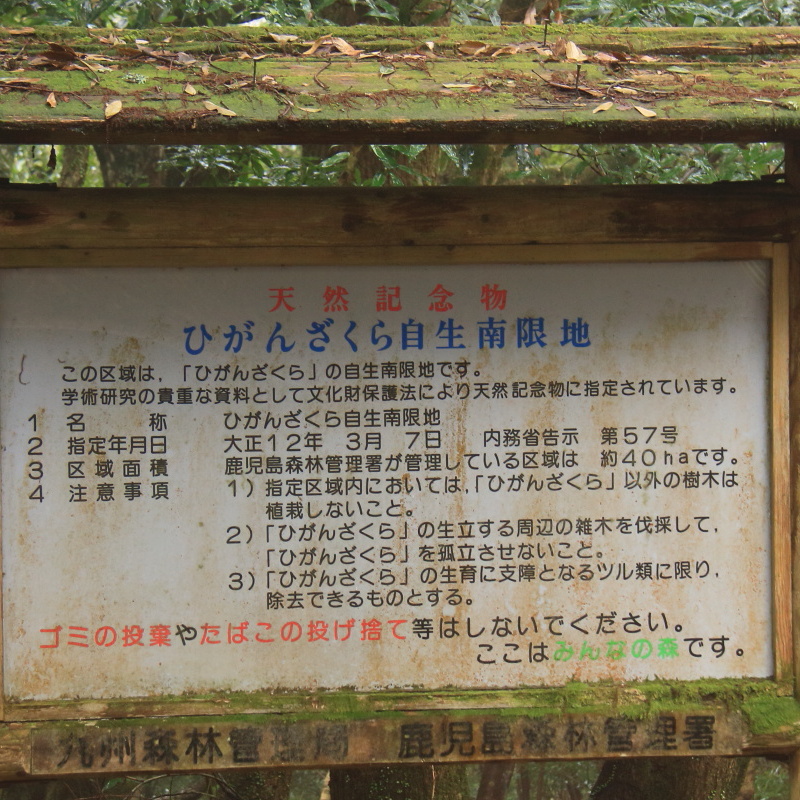 天然記念物
ひがんざくら自生南限地
この区域は，「ひがんざくら」の自生南限地です。
学術研究の貴重な資料として文化財保護法により天然記念物に指定されています。
1 名称 ひがんざくら自生南限地
2 指定年月日 大正12年 3月 7日 内務省告示 第57号
3 区域面積 鹿児島森林管理署が管理している区域は 約40haです。
4 注意事項 1）指定区域内においては，「ひがんざくら」以外の樹木は
植栽しないこと。
2）「ひがんざくら」の生立する周辺の雑木を伐採して，
「ひがんざくら」を孤立させないこと。
3）「ひがんざくら」の生育に支障となるツル類に限り，
除去できるものとする。
ゴミの投棄やたばこの投げ捨て等はしないでください。
ここはみんなの森です。
九州森林管理局 鹿児島森林管理署